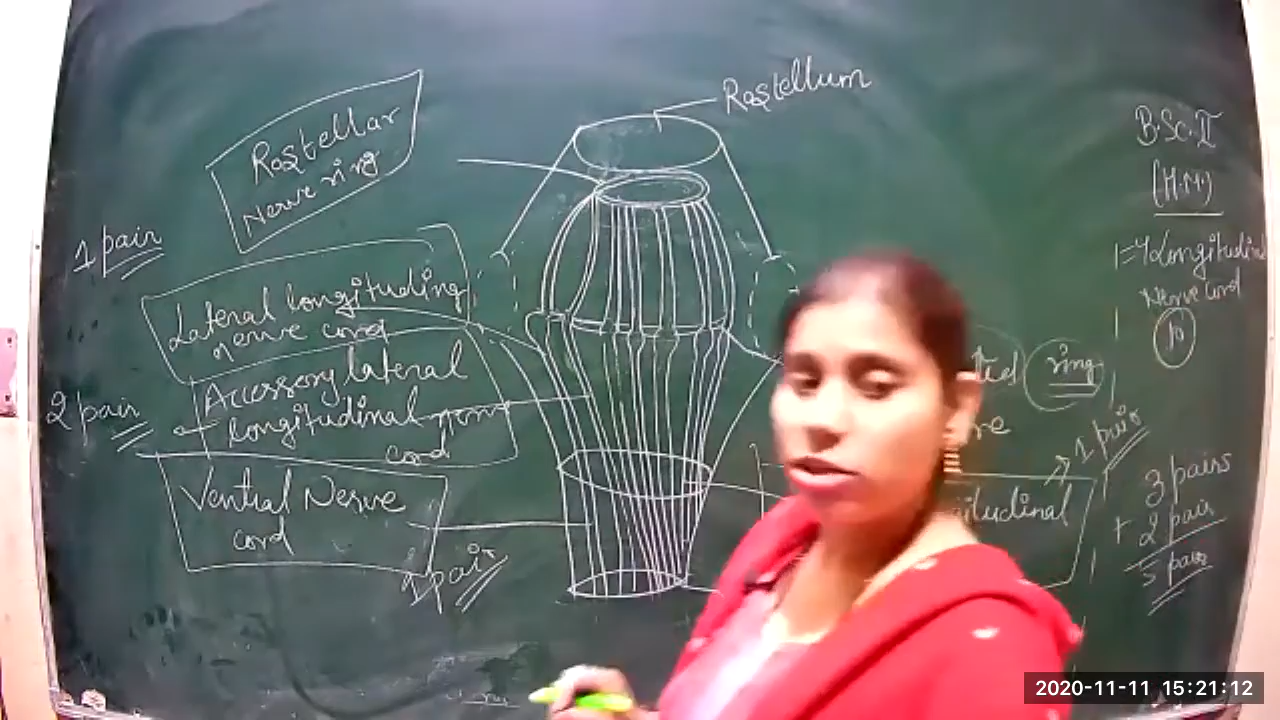 Rostellum
Rostellar
Nerve ring
1 pair
Lateral longituding
nerve cord
2 pair
Accessory lateral
longitudinal nerve
cord
Ventral Nerve
cord
1 pair
B.Sc.II
(H.M)
Longitudinal
Nerve cord
10
ring
1 pair
3 pairs
+ 2 pair
5 pair
2020-11-11 15:21:12